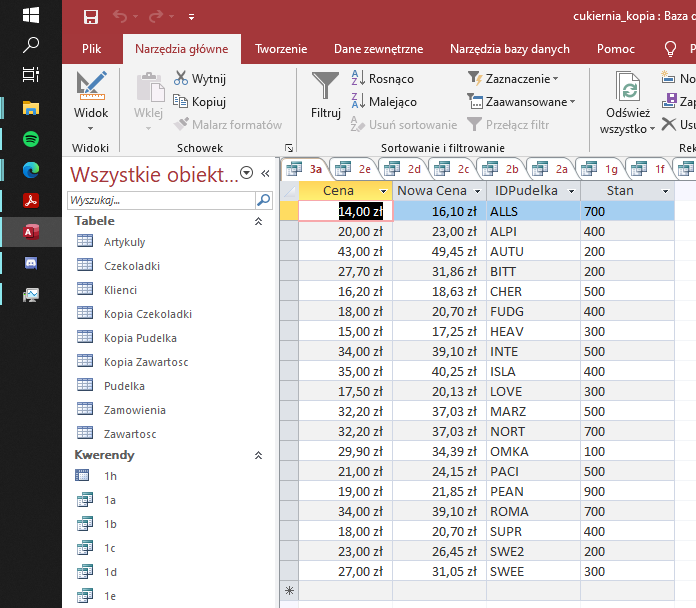 cukiernia_kopia : Baza d
Plik Narzędzia główne Tworzenie Dane zewnętrzne Narzędzia bazy danych Pomoc P
Widok
Wklej
Wytnij
Kopiuj
Malarz formatów
Filtruj
Rosnąco
Malejąco
Usuń sortowanie
Zaznaczenie
Zaawansowane
Przełącz filtr
Odśwież
wszystko
No
Zap
Usu
Widoki Schowek Sortowanie i filtrowanie Rek
Wszystkie obiekt...
Wyszukaj...
Tabele
Artykuly
Czekoladki
Klienci
Kopia Czekoladki
Kopia Pudelka
Kopia Zawartosc
Pudelka
Zamowienia
Zawartosc
Kwerendy
1h
1a
1b
1c
1d
1e
3a 2e 2d 2c 2b 2a 1g 1f
Cena Nowa Cena IDPudelka Stan
14,00 zł 16,10 zł ALLS 700
20,00 zł 23,00 zł ALPI 400
43,00 zł 49,45 zł AUTU 200
27,70 zł 31,86 zł BITT 200
16,20 zł 18,63 zł CHER 500
18,00 zł 20,70 zł FUDG 400
15,00 zł 17,25 zł HEAV 300
34,00 zł 39,10 zł INTE 500
35,00 zł 40,25 zł ISLA 400
17,50 zł 20,13 zł LOVE 300
32,20 zł 37,03 zł MARZ 500
32,20 zł 37,03 zł NORT 700
29,90 zł 34,39 zł OMKA 100
21,00 zł 24,15 zł PACI 500
19,00 zł 21,85 zł PEAN 900
34,00 zł 39,10 zł ROMA 700
18,00 zł 20,70 zł SUPR 400
23,00 zł 26,45 zł SWE2 200
27,00 zł 31,05 zł SWEE 300